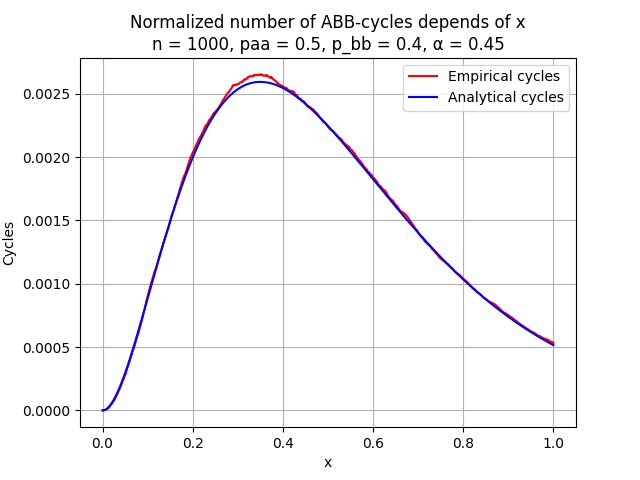 Normalized number of ABB-cycles depends of x
n = 1000, paa = 0.5, p_bb = 0.4, α = 0.45
Empirical cycles
Analytical cycles
Cycles
0.0025
0.0020
0.0015
0.0010
0.0005
0.0000
0.0 0.2 0.4 0.6 0.8 1.0
x